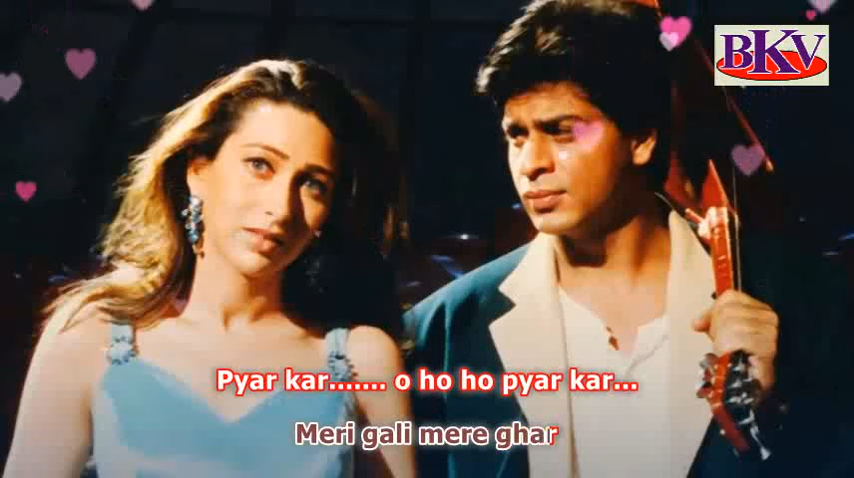 BKV
Pyar kar....... o ho ho pyar kar...
Meri gali mere ghar